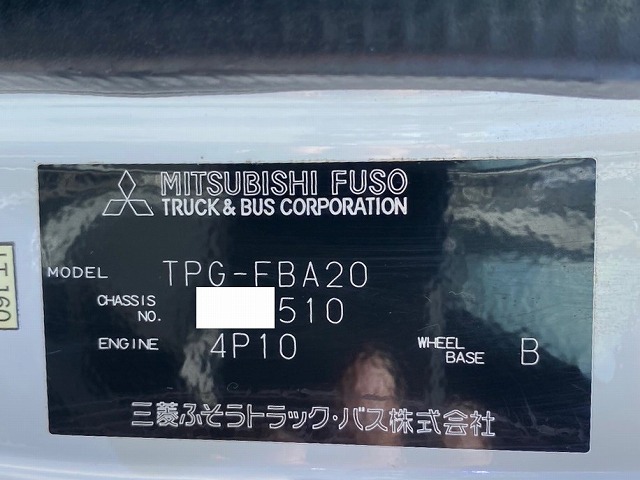 MITSUBISHI FUSO
TRUCK & BUS CORPORATION
MODEL TPG-FBA20
CHASSIS NO. 510
ENGINE 4P10 WHEEL BASE B
三菱ふそうトラック・バス株式会社